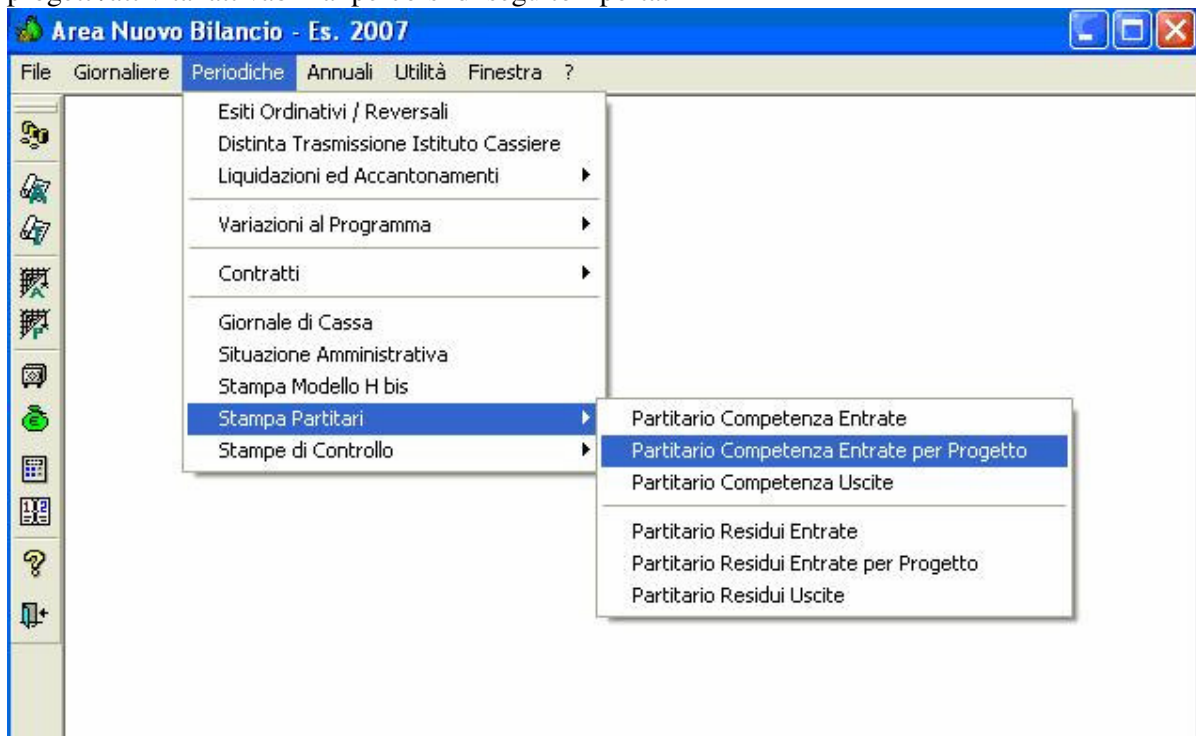 Area Nuovo Bilancio - Es. 2007
File Giornaliere Periodiche Annuali Utilità Finestra ?
Esiti Ordinativi / Reversali
Distinta Trasmissione Istituto Cassiere
Liquidazioni ed Accantonamenti
Variazioni al Programma
Contratti
Giornale di Cassa
Situazione Amministrativa
Stampa Modello H bis
Stampa Partitari
Stampe di Controllo
Partitario Competenza Entrate
Partitario Competenza Entrate per Progetto
Partitario Competenza Uscite
Partitario Residui Entrate
Partitario Residui Entrate per Progetto
Partitario Residui Uscite